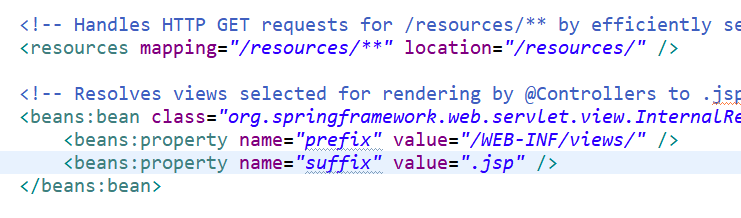 <!-- Handles HTTP GET requests for /resources/** by efficiently se
<resources mapping="/resources/**" location="/resources/" />
<!-- Resolves views selected for rendering by @Controllers to .jsp
<beans:bean class="org.springframework.web.servlet.view.InternalRe
<beans:property name="prefix" value="/WEB-INF/views/" />
<beans:property name="suffix" value=".jsp" />
</beans:bean>